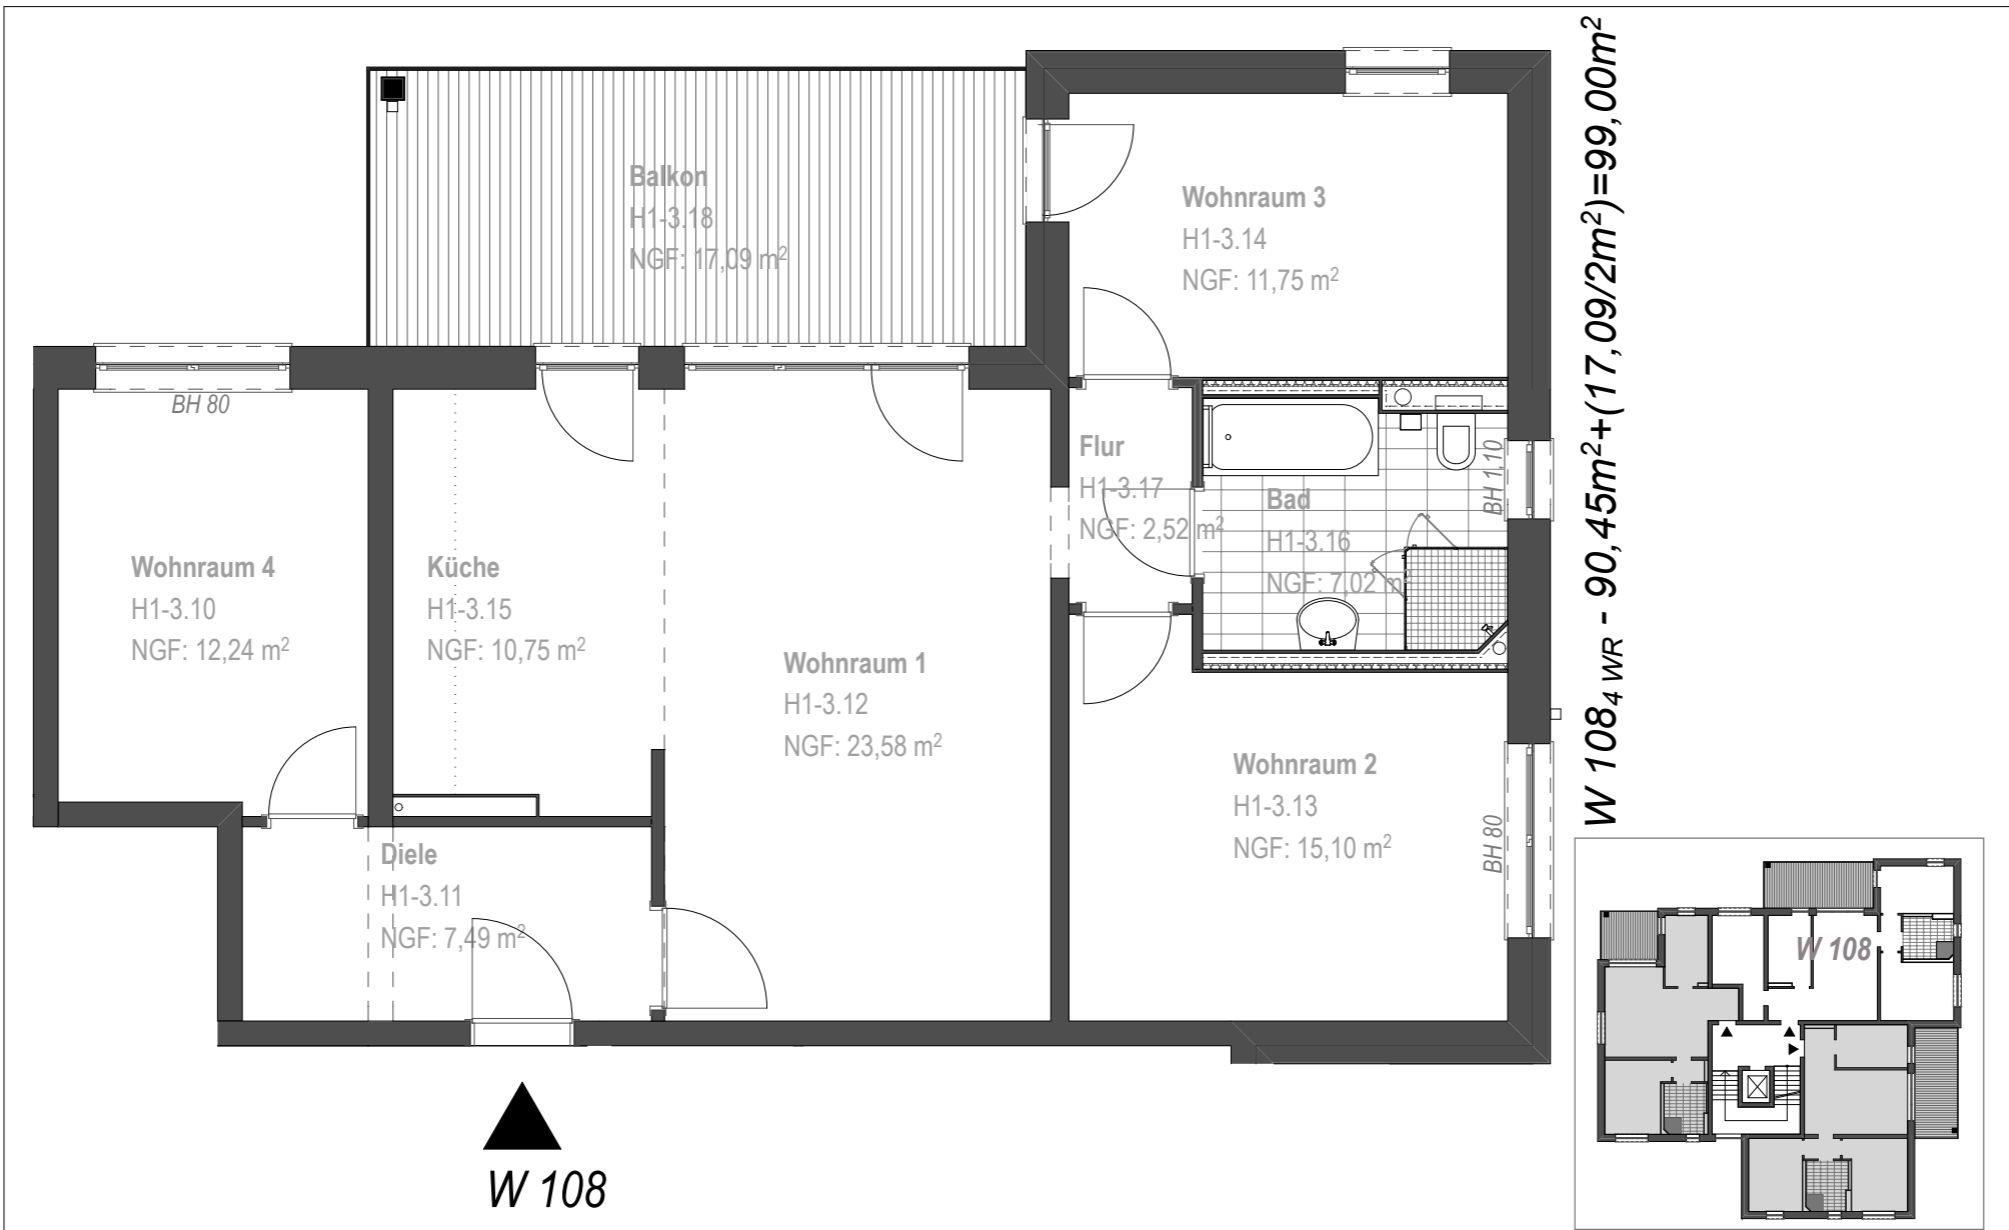 Balkon
H1-3.18
NGF: 17,09 m²
Wohnraum 3
H1-3.14
NGF: 11,75 m²
BH 80
Flur
H1-3.17
NGF: 2,52 m²
Bad
H1-3.16
NGF: 7,02 m²
BH 1,10
Wohnraum 4
H1-3.10
NGF: 12,24 m²
Küche
H1-3.15
NGF: 10,75 m²
Wohnraum 1
H1-3.12
NGF: 23,58 m²
Wohnraum 2
H1-3.13
NGF: 15,10 m²
BH 80
Diele
H1-3.11
NGF: 7,49 m²
W 108
W 108₄ WR - 90,45m²+(17,09/2m²)=99,00m²
W 108